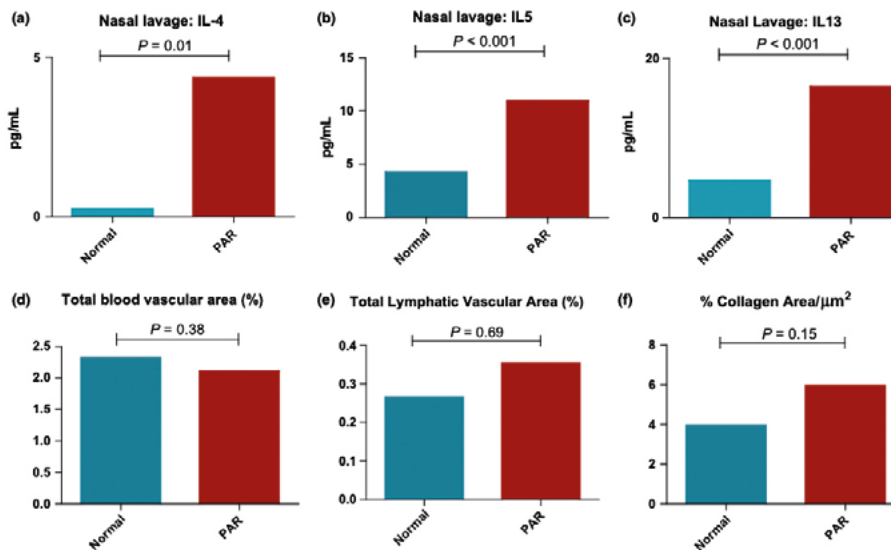 (a) Nasal lavage: IL-4
P = 0.01
5
0
pg/mL
Normal
PAR
(b) Nasal lavage: IL5
P < 0.001
15
10
5
0
pg/mL
Normal
PAR
(c) Nasal Lavage: IL13
P < 0.001
20
0
pg/mL
Normal
PAR
(d) Total blood vascular area (%)
P = 0.38
2.5
2.0
1.5
1.0
0.5
0.0
Normal
PAR
(e) Total Lymphatic Vascular Area (%)
P = 0.69
0.4
0.3
0.2
0.1
0.0
Normal
PAR
(f) % Collagen Area/µm²
P = 0.15
8
6
4
2
0
Normal
PAR